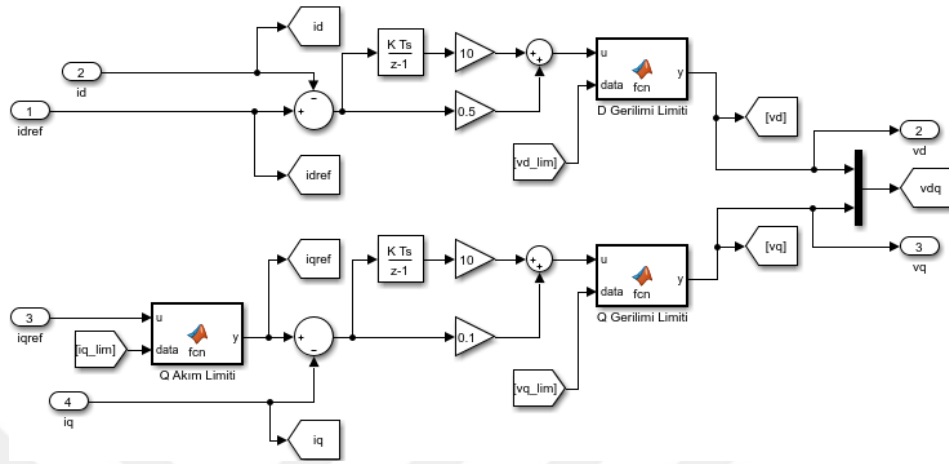 id
2
id
1
idref
idref
K Ts
z-1
10
0.5
[vd_lim]
u
data
fcn
y
D Gerilimi Limiti
[vd]
2
vd
vdq
3
iqref
[iq_lim]
u
data
fcn
y
Q Akım Limiti
iqref
4
iq
iq
K Ts
z-1
10
0.1
[vq_lim]
u
data
fcn
y
Q Gerilimi Limiti
[vq]
3
vq